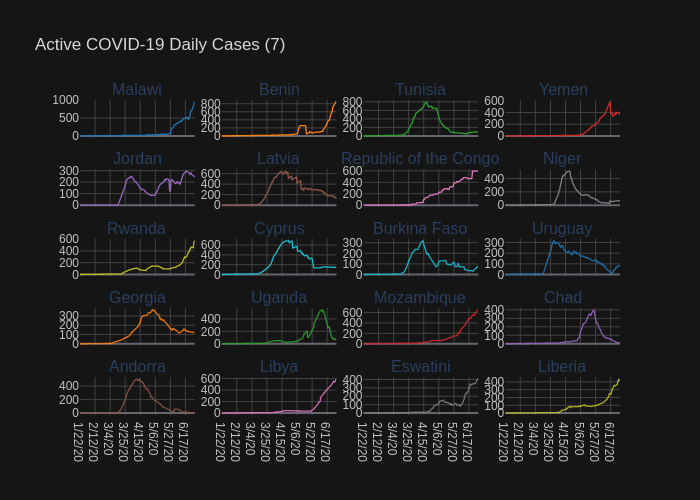 Active COVID-19 Daily Cases (7)
Malawi Benin Tunisia Yemen
1000 500 0
800 600 400 200 0
800 600 400 200 0
600 400 200 0
Jordan Latvia Republic of the Congo Niger
300 200 100 0
600 400 200 0
600 400 200 0
400 200 0
Rwanda Cyprus Burkina Faso Uruguay
600 400 200 0
600 400 200 0
300 200 100 0
300 200 100 0
Georgia Uganda Mozambique Chad
300 200 100 0
400 200 0
600 400 200 0
400 300 200 100 0
Andorra Libya Eswatini Liberia
400 200 0
600 400 200 0
400 300 200 100 0
400 300 200 100 0
1/22/20 2/12/20 3/4/20 3/25/20 4/15/20 5/6/20 5/27/20 6/17/20
1/22/20 2/12/20 3/4/20 3/25/20 4/15/20 5/6/20 5/27/20 6/17/20
1/22/20 2/12/20 3/4/20 3/25/20 4/15/20 5/6/20 5/27/20 6/17/20
1/22/20 2/12/20 3/4/20 3/25/20 4/15/20 5/6/20 5/27/20 6/17/20